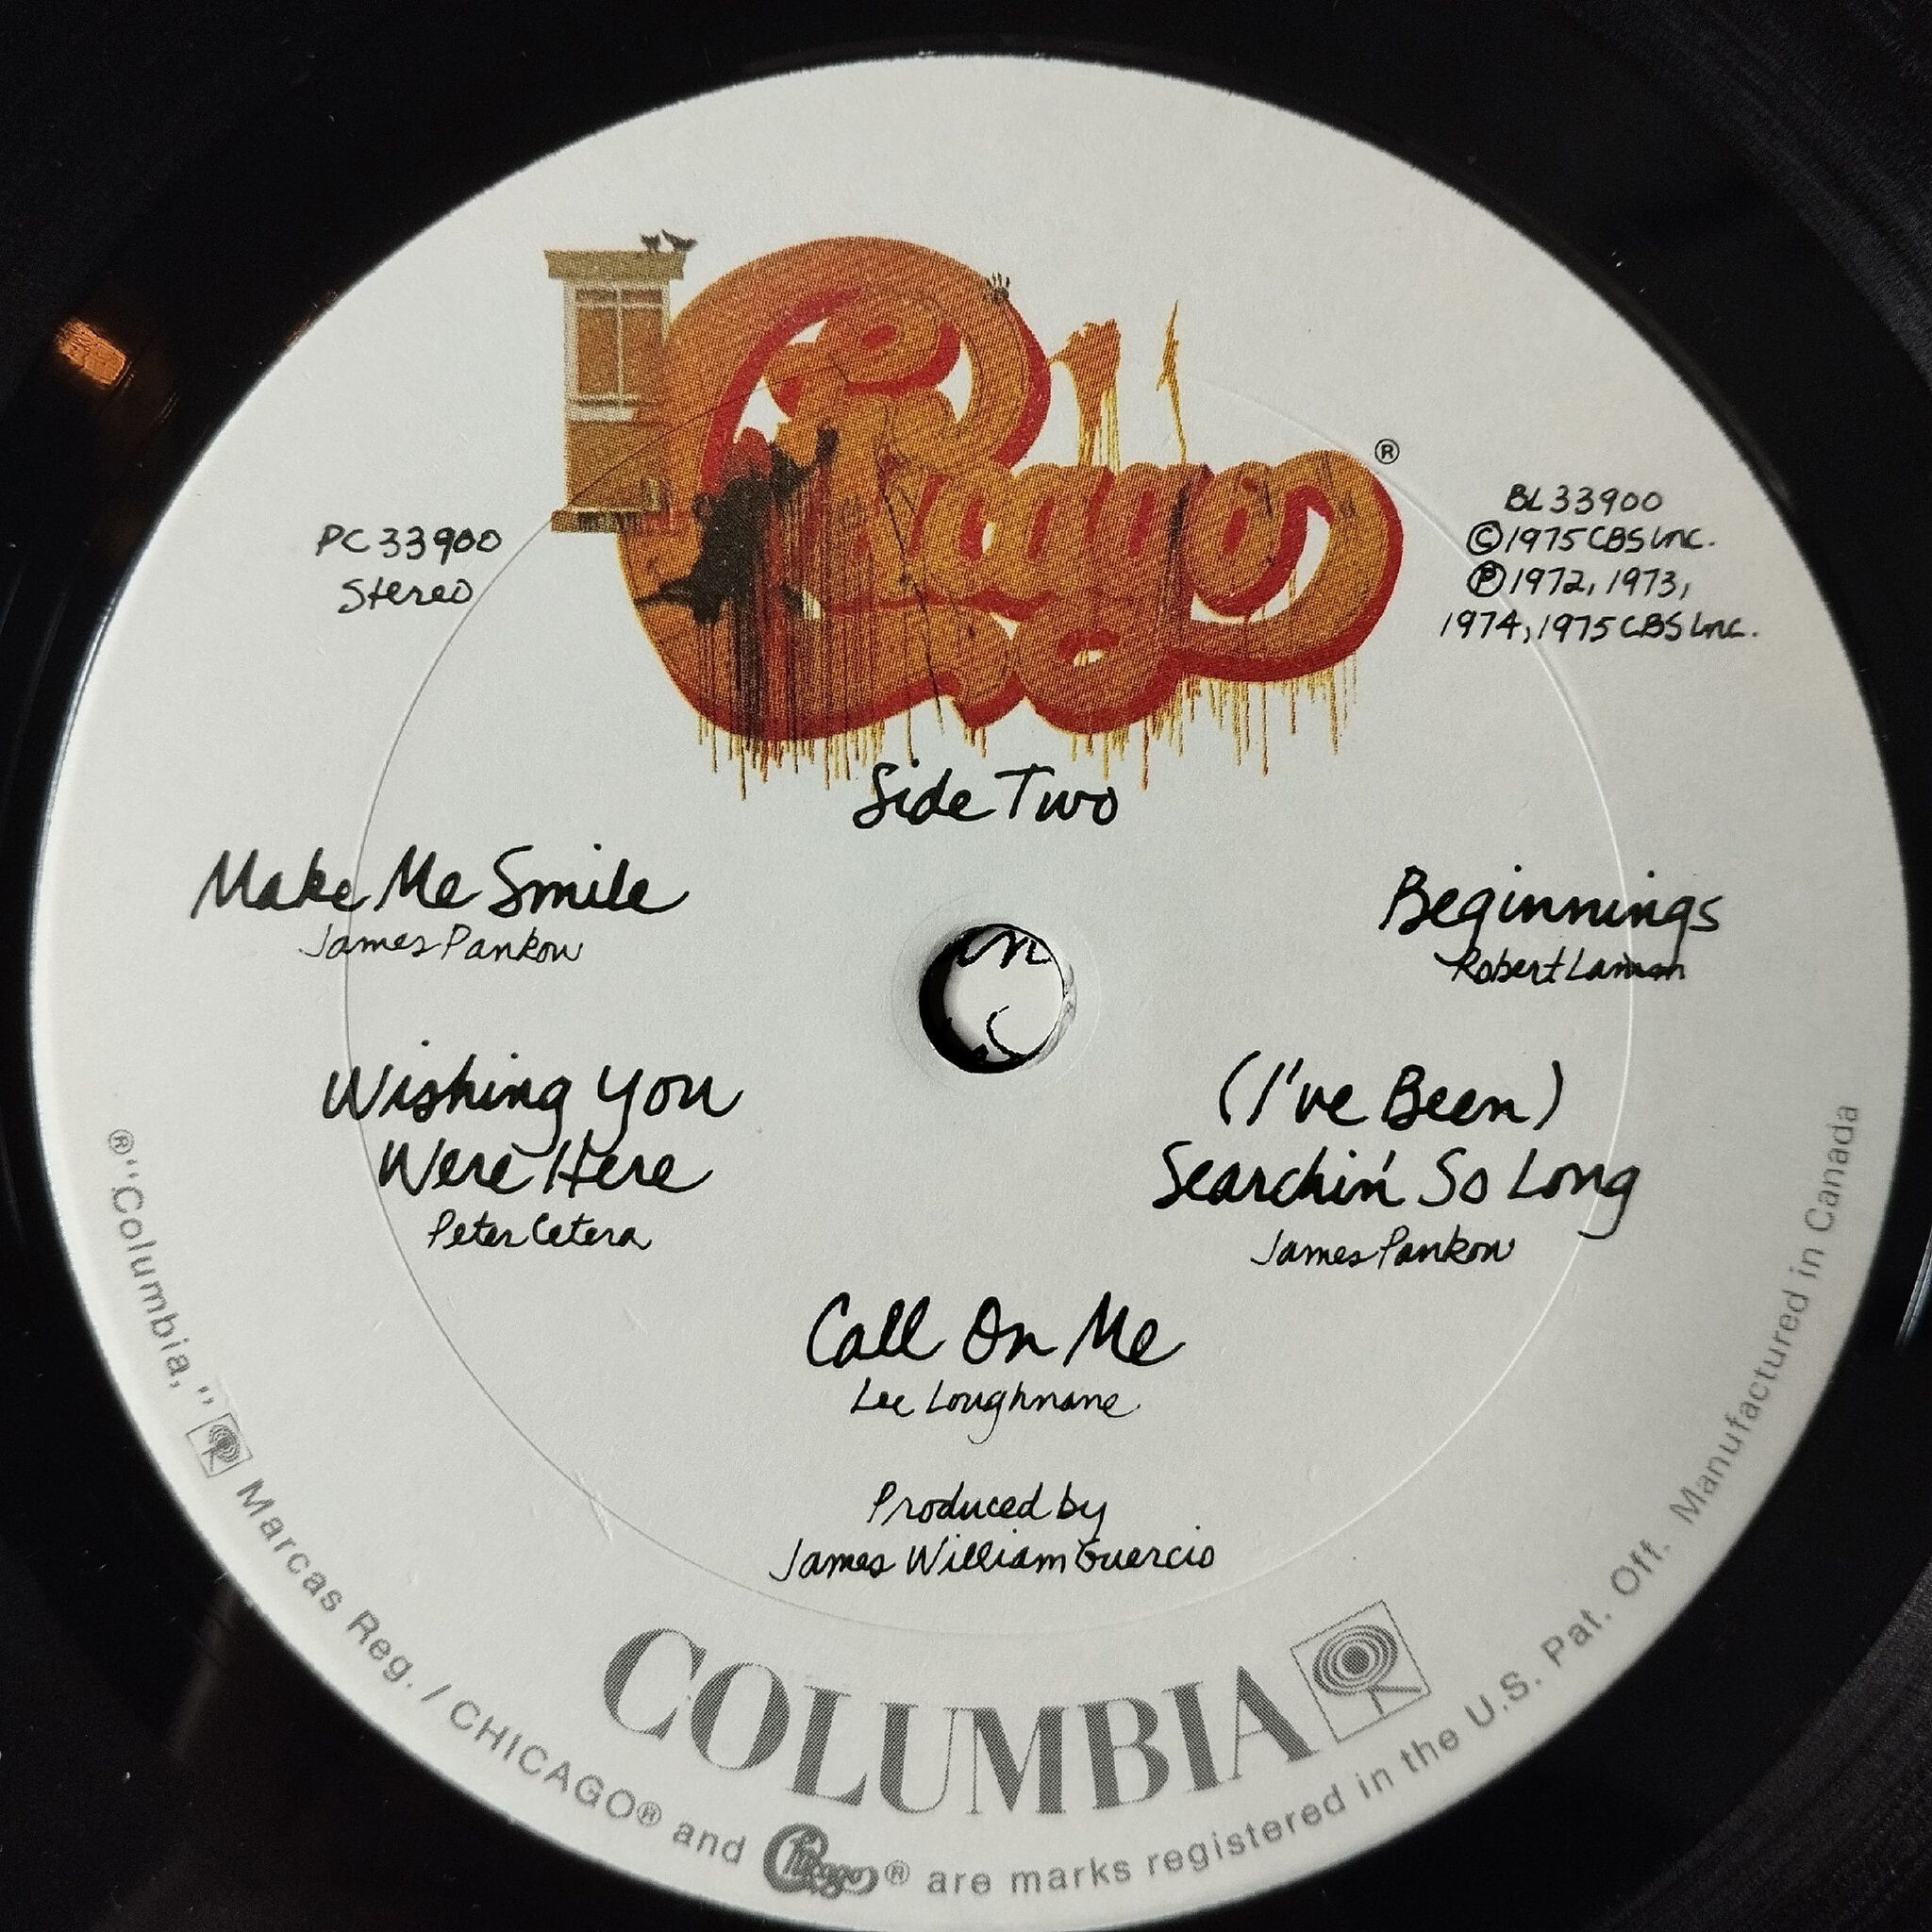 Chicago ®
PC 33900
Stereo
BL 33900
©1975 CBS Inc.
℗1972, 1973,
1974, 1975 CBS Inc.
Side Two
Make Me Smile
James Pankow
Wishing You
Were Here
Peter Cetera
Beginnings
Robert Lamm
(I've Been)
Searchin' So Long
James Pankow
Call On Me
Lee Loughnane
Produced by
James William Guercio
COLUMBIA
®"Columbia," Marcas Reg. / CHICAGO® and Chicago® are marks registered in the U.S. Pat. Off. Manufactured in Canada